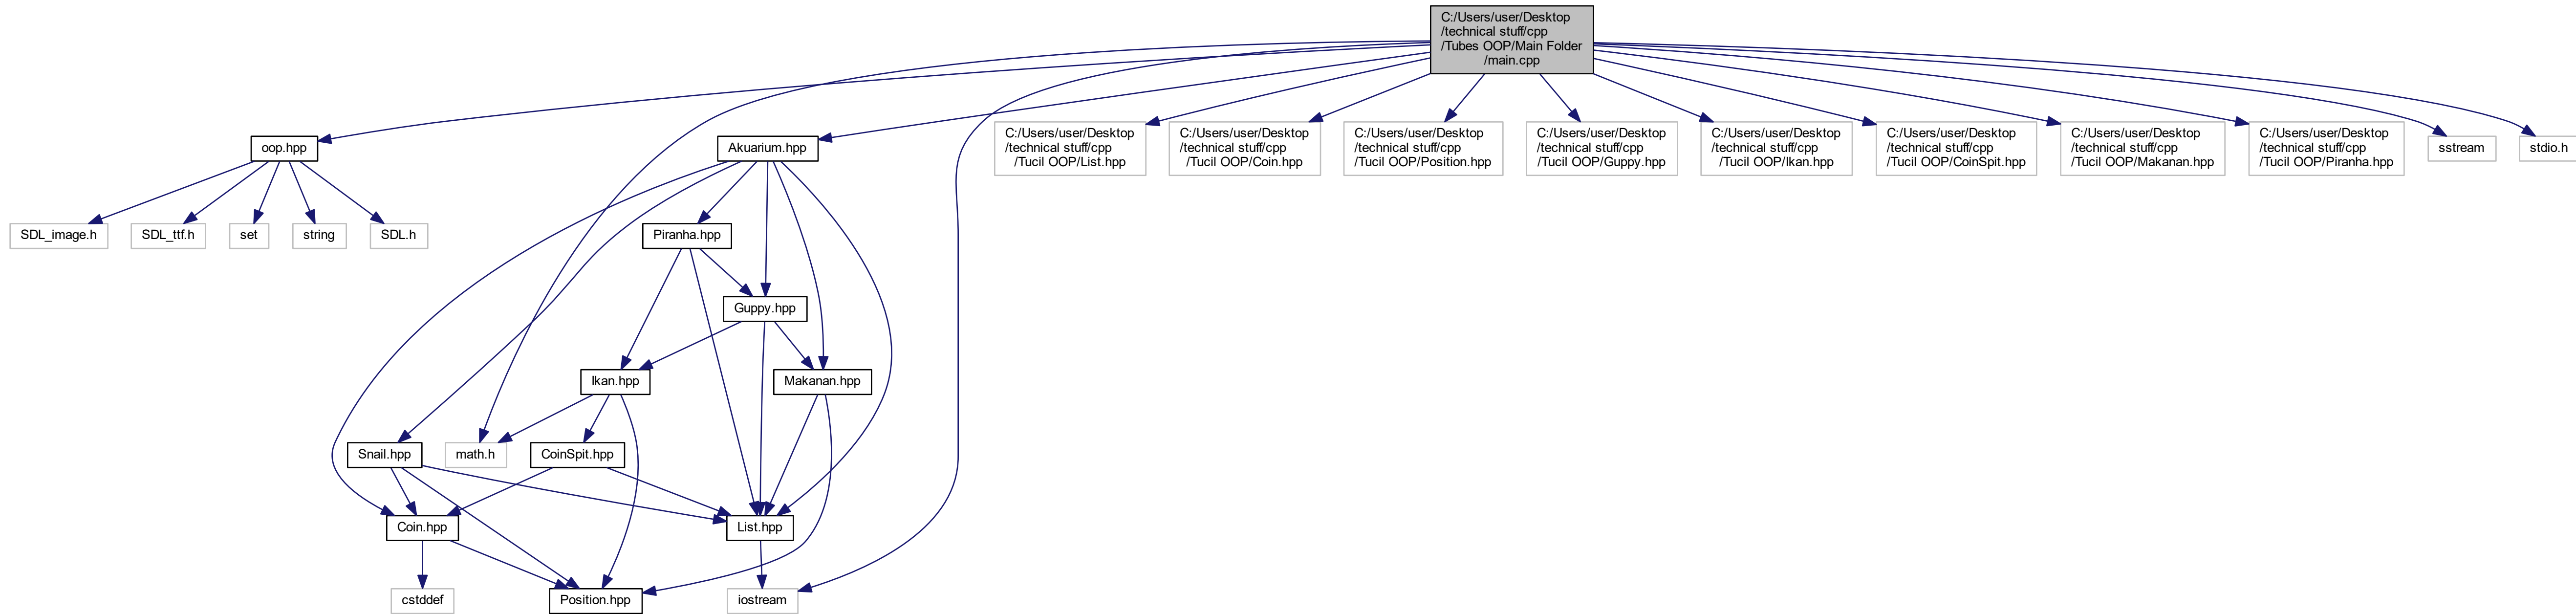 C:/Users/user/Desktop
/technical stuff/cpp
/Tubes OOP/Main Folder
/main.cpp
oop.hpp
Akuarium.hpp
C:/Users/user/Desktop
/technical stuff/cpp
/Tucil OOP/List.hpp
C:/Users/user/Desktop
/technical stuff/cpp
/Tucil OOP/Coin.hpp
C:/Users/user/Desktop
/technical stuff/cpp
/Tucil OOP/Position.hpp
C:/Users/user/Desktop
/technical stuff/cpp
/Tucil OOP/Guppy.hpp
C:/Users/user/Desktop
/technical stuff/cpp
/Tucil OOP/Ikan.hpp
C:/Users/user/Desktop
/technical stuff/cpp
/Tucil OOP/CoinSpit.hpp
C:/Users/user/Desktop
/technical stuff/cpp
/Tucil OOP/Makanan.hpp
C:/Users/user/Desktop
/technical stuff/cpp
/Tucil OOP/Piranha.hpp
sstream
stdio.h
SDL_image.h
SDL_ttf.h
set
string
SDL.h
Piranha.hpp
Guppy.hpp
Ikan.hpp
Makanan.hpp
Snail.hpp
math.h
CoinSpit.hpp
Coin.hpp
List.hpp
cstddef
Position.hpp
iostream